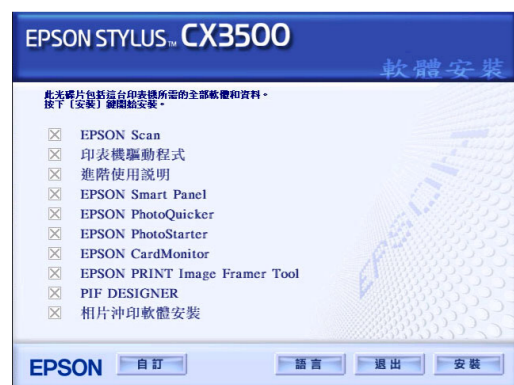 EPSON STYLUS™ CX3500
軟體安裝
此光碟片包括這台印表機所需的全部軟體和資料。
按下〔安裝〕鍵開始安裝。
EPSON Scan
印表機驅動程式
進階使用說明
EPSON Smart Panel
EPSON PhotoQuicker
EPSON PhotoStarter
EPSON CardMonitor
EPSON PRINT Image Framer Tool
PIF DESIGNER
相片沖印軟體安裝
EPSON
EPSON 自訂 語言 退出 安裝